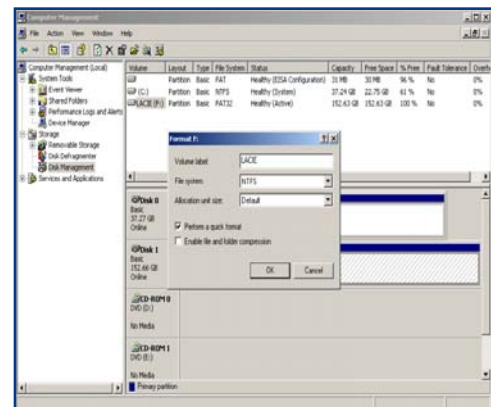 Computer Management
File Action View Window Help
Computer Management (Local)
System Tools
Event Viewer
Shared Folders
Performance Logs and Alerts
Device Manager
Storage
Removable Storage
Disk Defragmenter
Disk Management
Services and Applications
Volume Layout Type File System Status Capacity Free Space % Free Fault Tolerance Overh
Partition Basic FAT Healthy (EISA Configuration) 31 MB 30 MB 96 % No 0%
(C:) Partition Basic NTFS Healthy (System) 37.24 GB 22.75 GB 61 % No 0%
LACIE (F:) Partition Basic FAT32 Healthy (Active) 152.63 GB 152.63 GB 100 % No 0%
Format F:
Volume label: LACIE
File system: NTFS
Allocation unit size: Default
Perform a quick format
Enable file and folder compression
OK Cancel
Disk 0
Basic
37.27 GB
Online
Disk 1
Basic
152.66 GB
Online
CD-ROM 0
DVD (D:)
No Media
CD-ROM 1
DVD (E:)
No Media
Primary partition